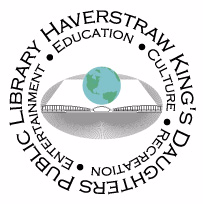 Haverstraw King's Daughters Public Library
• Education • Culture • Recreation • Entertainment